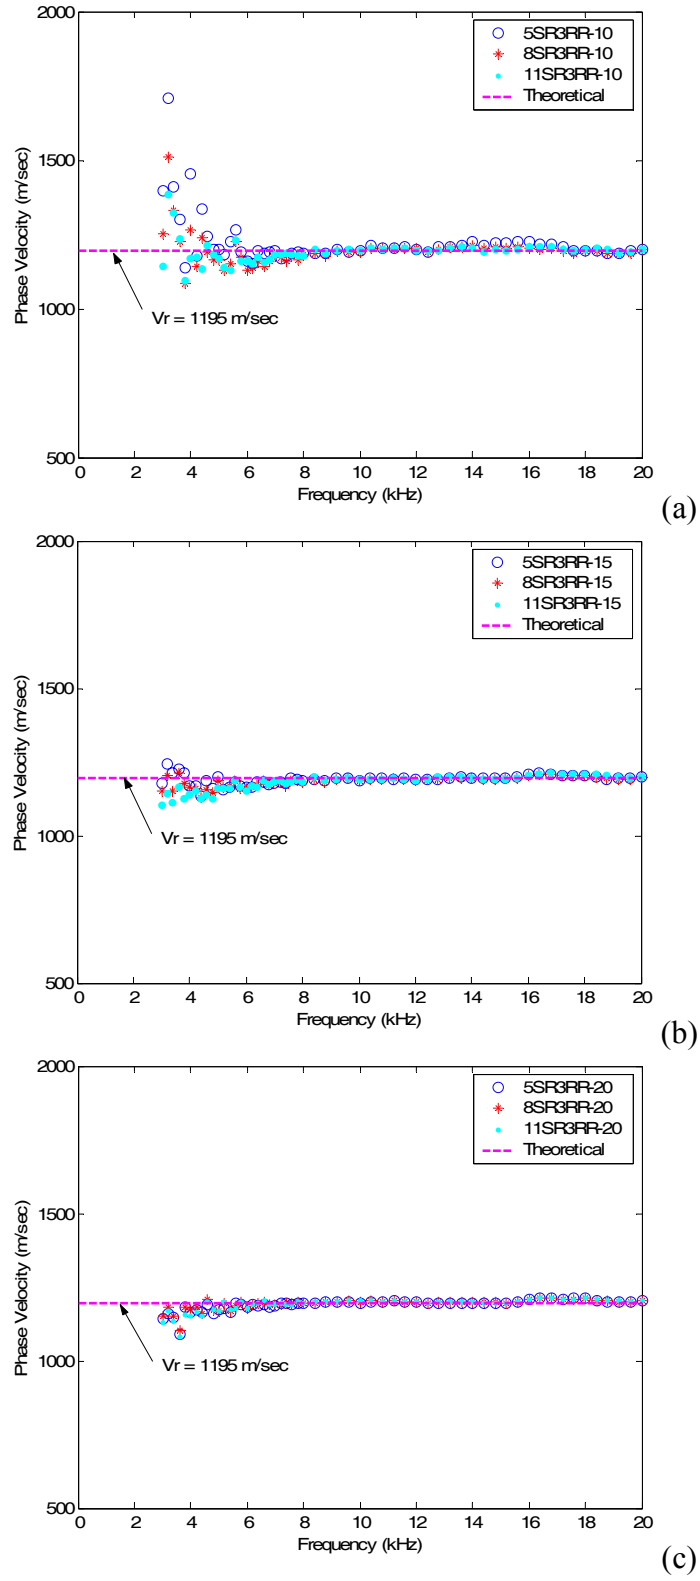 2000
1500
1000
500
Phase Velocity (m/sec)
5SR3RR-10
8SR3RR-10
11SR3RR-10
Theoretical
Vr = 1195 m/sec
0 2 4 6 8 10 12 14 16 18 20
Frequency (kHz)
(a)
2000
1500
1000
500
Phase Velocity (m/sec)
5SR3RR-15
8SR3RR-15
11SR3RR-15
Theoretical
Vr = 1195 m/sec
0 2 4 6 8 10 12 14 16 18 20
Frequency (kHz)
(b)
2000
1500
1000
500
Phase Velocity (m/sec)
5SR3RR-20
8SR3RR-20
11SR3RR-20
Theoretical
Vr = 1195 m/sec
0 2 4 6 8 10 12 14 16 18 20
Frequency (kHz)
(c)